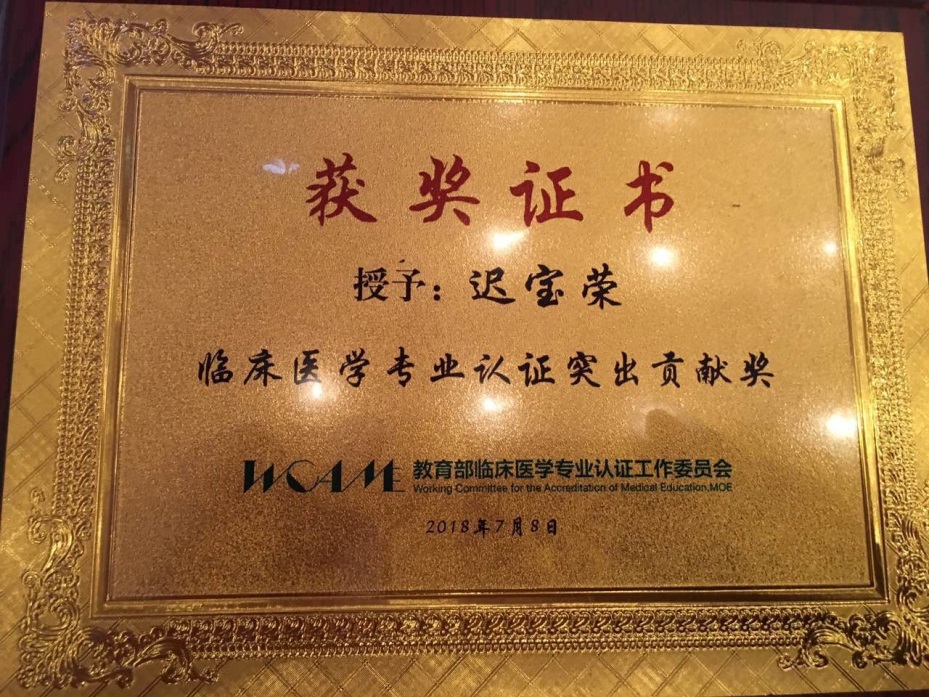 获奖证书
授予：迟宝荣
临床医学专业认证突出贡献奖
WCAME 教育部临床医学专业认证工作委员会
Working Committee for the Accreditation of Medical Education,MOE
2018年7月8日